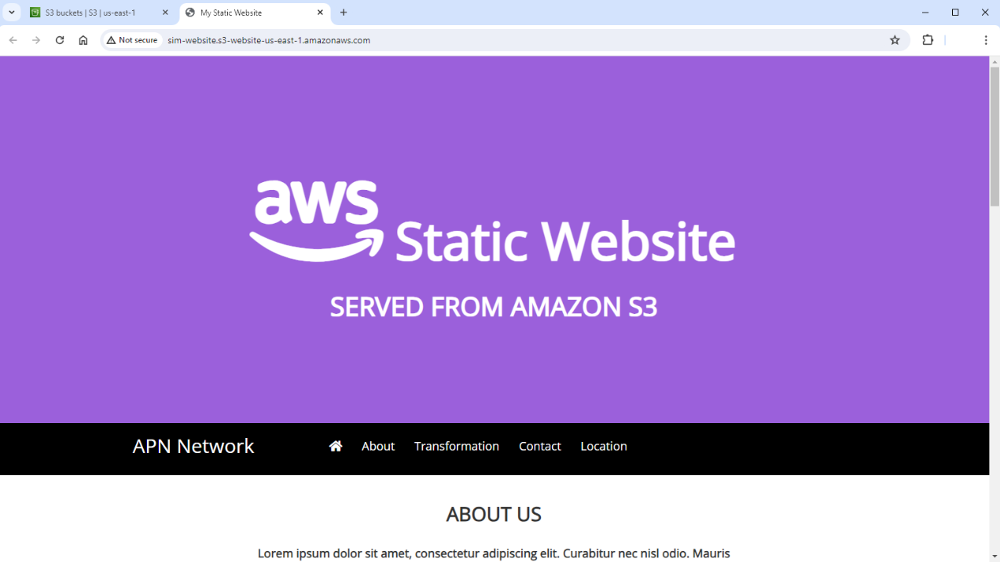 S3 buckets | S3 | us-east-1
My Static Website
Not secure
sim-website.s3-website-us-east-1.amazonaws.com
aws Static Website
SERVED FROM AMAZON S3
APN Network About Transformation Contact Location
ABOUT US
Lorem ipsum dolor sit amet, consectetur adipiscing elit. Curabitur nec nisl odio. Mauris